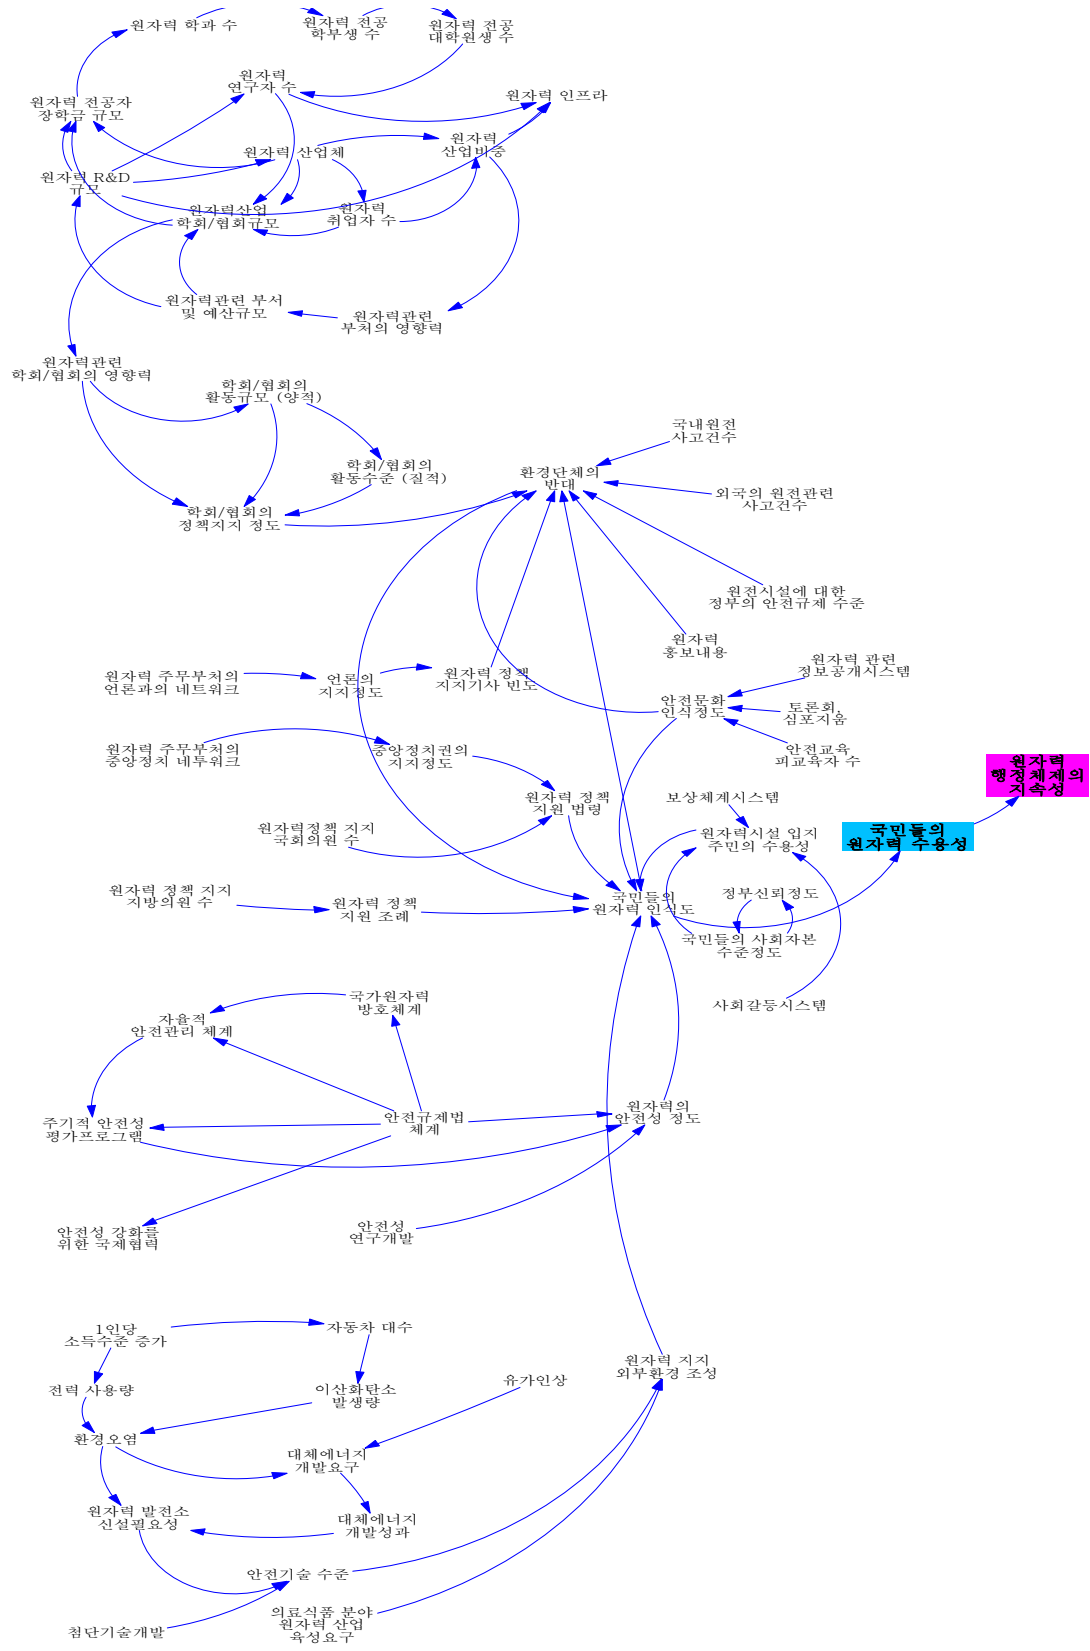 원자력 학과 수
원자력 전공
학부생 수
원자력 전공
대학원생 수
원자력
연구자 수
원자력 인프라
원자력 전공자
장학금 규모
원자력
산업비중
원자력 산업체
원자력 R&D
규모
원자력산업
학회/협회규모
원자력
취업자 수
원자력관련 부서
및 예산규모
원자력관련
부처의 영향력
원자력관련
학회/협회의 영향력
학회/협회의
활동규모 (양적)
국내원전
사고건수
학회/협회의
활동수준 (질적)
환경단체의
반대
외국의 원전관련
사고건수
학회/협회의
정책지지 정도
원전시설에 대한
정부의 안전규제 수준
원자력
홍보내용
원자력 관련
정보공개시스템
원자력 주무부처의
언론과의 네트워크
언론의
지지정도
원자력 정책
지지기사 빈도
안전문화
인식정도
토론회,
심포지움
원자력 주무부처의
중앙정치 네투워크
중앙정치권의
지지정도
안전교육
피교육자 수
원자력
행정체제의
지속성
원자력 정책
지원 법령
보상체계시스템
원자력정책 지지
국회의원 수
원자력시설 입지
주민의 수용성
국민들의
원자력 수용성
원자력 정책 지지
지방의원 수
원자력 정책
지원 조례
국민들의
원자력 인식도
정부신뢰정도
국민들의 사회자본
수준정도
국가원자력
방호체계
사회갈등시스템
자율적
안전관리 체계
주기적 안전성
평가프로그램
안전규제법
체계
원자력의
안전성 정도
안전성 강화를
위한 국제협력
안전성
연구개발
1인당
소득수준 증가
자동차 대수
원자력 지지
외부환경 조성
전력 사용량
이산화탄소
발생량
유가인상
환경오염
대체에너지
개발요구
원자력 발전소
신설필요성
대체에너지
개발성과
안전기술 수준
의료식품 분야
원자력 산업
육성요구
첨단기술개발